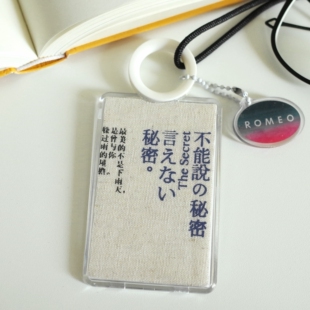 不能說の秘密
The Secret
言えない
秘密。
最美的不是下雨天,
是曾与你一
躲过雨的屋檐。
ROMEO